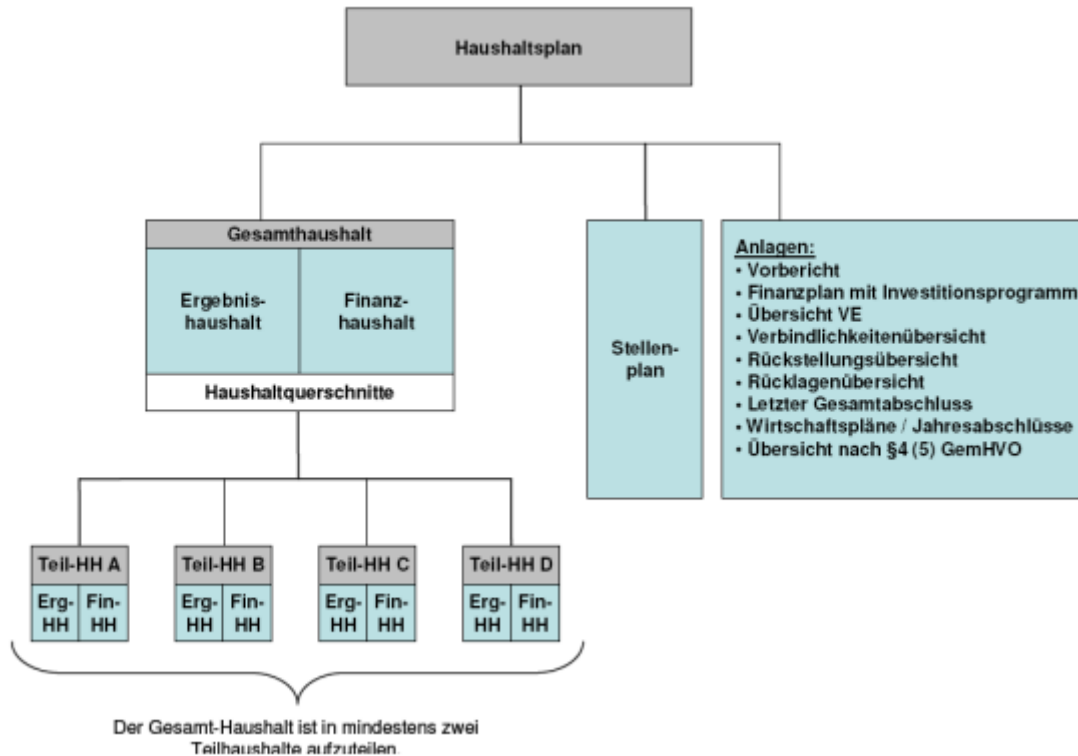 Haushaltsplan
Gesamthaushalt
Ergebnis-
haushalt
Finanz-
haushalt
Haushaltquerschnitte
Stellen-
plan
Anlagen:
• Vorbericht
• Finanzplan mit Investitionsprogramm
• Übersicht VE
• Verbindlichkeitenübersicht
• Rückstellungsübersicht
• Rücklagenübersicht
• Letzter Gesamtabschluss
• Wirtschaftspläne / Jahresabschlüsse
• Übersicht nach §4 (5) GemHVO
Teil-HH A
Erg-
HH
Fin-
HH
Teil-HH B
Erg-
HH
Fin-
HH
Teil-HH C
Erg-
HH
Fin-
HH
Teil-HH D
Erg-
HH
Fin-
HH
Der Gesamt-Haushalt ist in mindestens zwei
Teilhaushalte aufzuteilen.